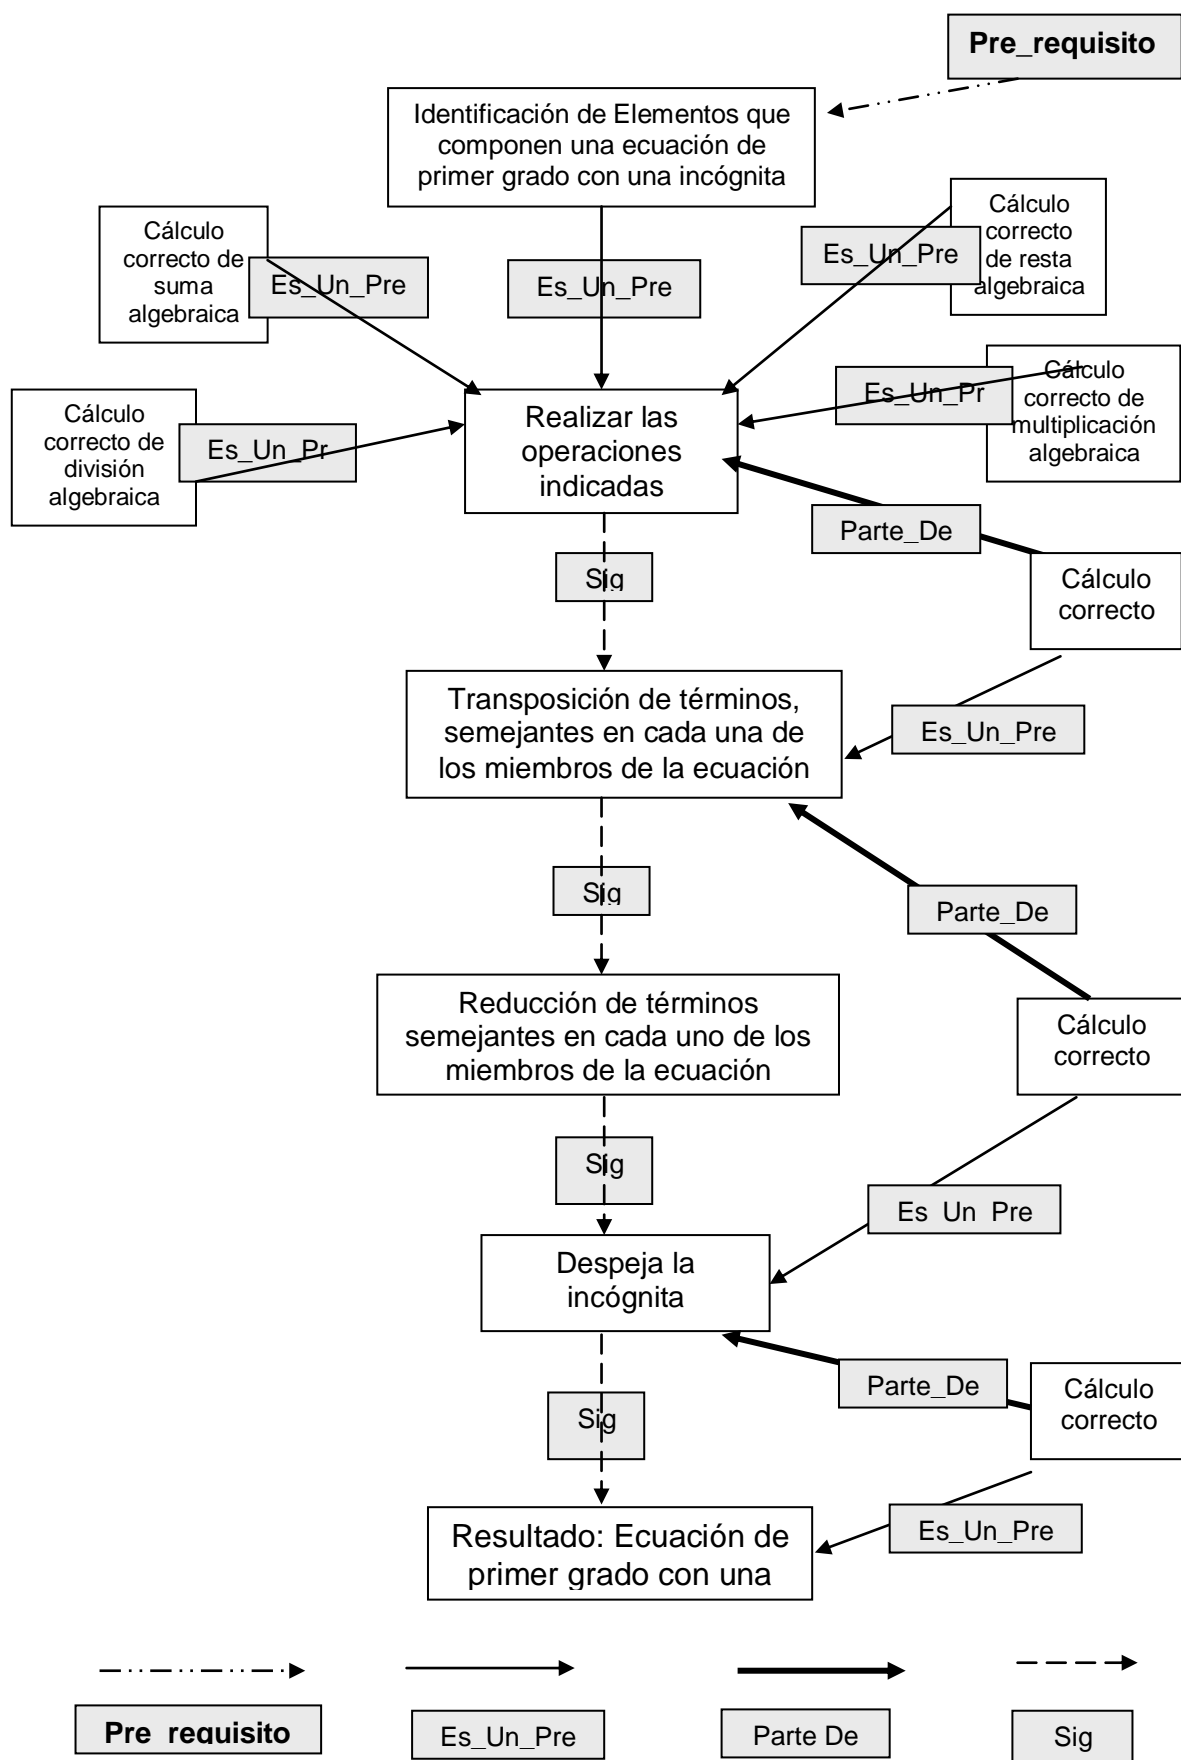 Pre_requisito
Identificación de Elementos que
componen una ecuación de
primer grado con una incógnita
Cálculo
correcto de
suma
algebraica
Es_Un_Pre
Es_Un_Pre
Es_Un_Pre
Cálculo
correcto
de resta
algebraica
Cálculo
correcto de
división
algebraica
Es_Un_Pr
Realizar las
operaciones
indicadas
Es_Un_Pr
Cálculo
correcto de
multiplicación
algebraica
Parte_De
Sig
Cálculo
correcto
Transposición de términos,
semejantes en cada una de
los miembros de la ecuación
Es_Un_Pre
Sig
Parte_De
Reducción de términos
semejantes en cada uno de los
miembros de la ecuación
Cálculo
correcto
Sig
Es_Un_Pre
Despeja la
incógnita
Parte_De
Cálculo
correcto
Sig
Resultado: Ecuación de
primer grado con una
Es_Un_Pre
Pre_requisito
Es_Un_Pre
Parte De
Sig